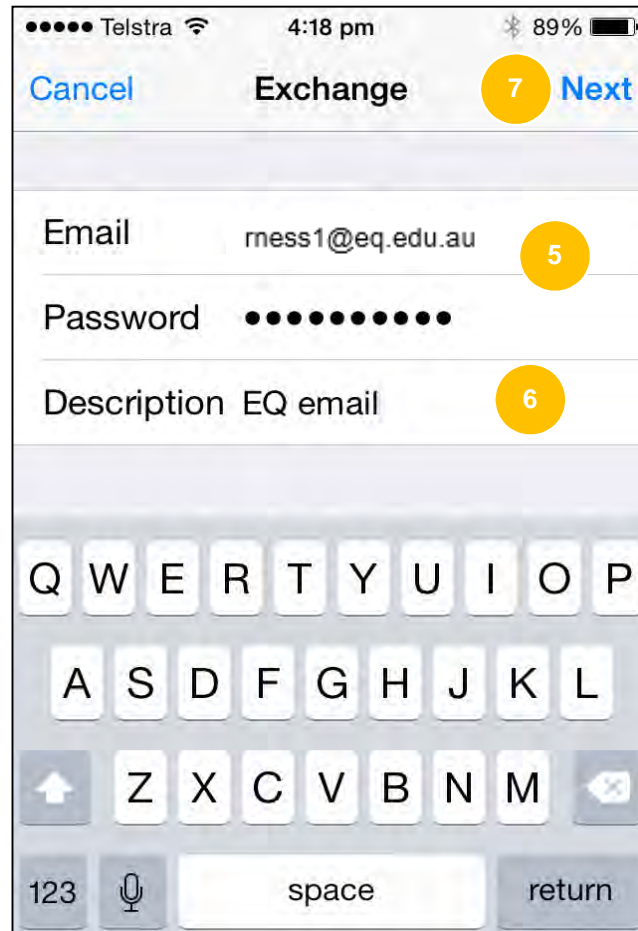 Telstra 4:18 pm 89%
Cancel Exchange 7 Next
Email rness1@eq.edu.au 5
Password ●●●●●●●●●●
Description EQ email 6
Q W E R T Y U I O P
A S D F G H J K L
Z X C V B N M
123 space return